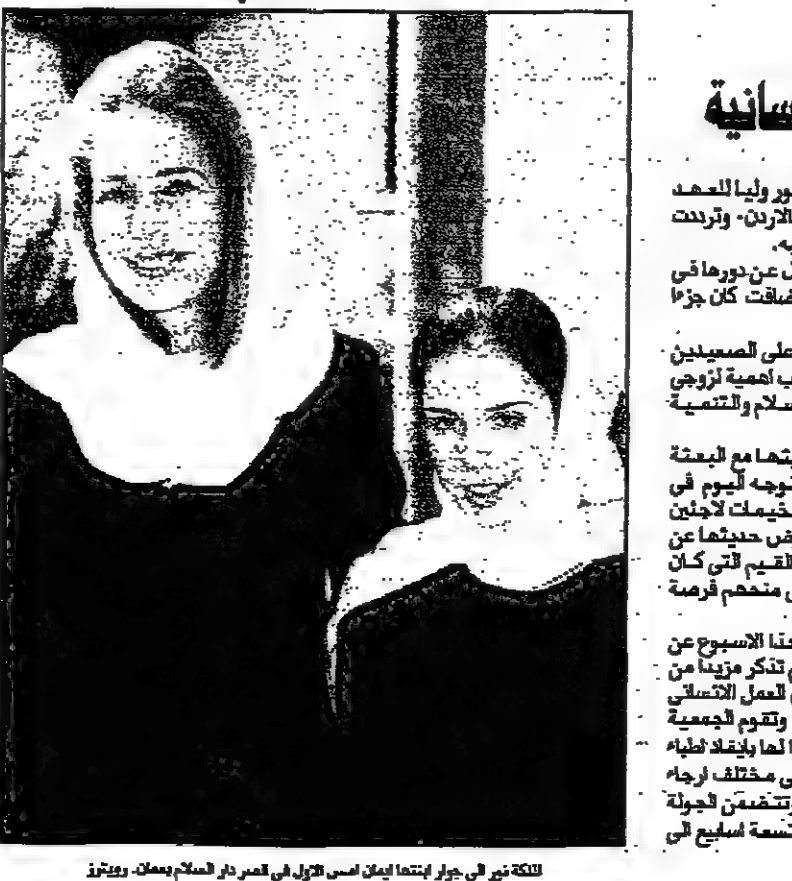 سانية
ور وليا للعهد
بالاردن- وترددت
يه.
ل عن دورها في
ضافت كان جزءا
على الصعيدين
ب اهمية لزوجي
سلام والتنمية
يتها مع البعثة
توجه اليوم في
خيمات لاجئين
ض حديثها عن
القيم التي كان
ى منحهم فرصة
هذا الاسبوع عن
م تذكر مزيدا من
ى العمل الانساني
وتقوم الجمعية
ا لها بايفاد اطباء
ى مختلف ارجاء
وتتضمن الجولة
تسعة اسابيع الى
الملكة نور الى جوار ابنتها ايمان امس الاول في قصر دار السلام بعمان- رويترز